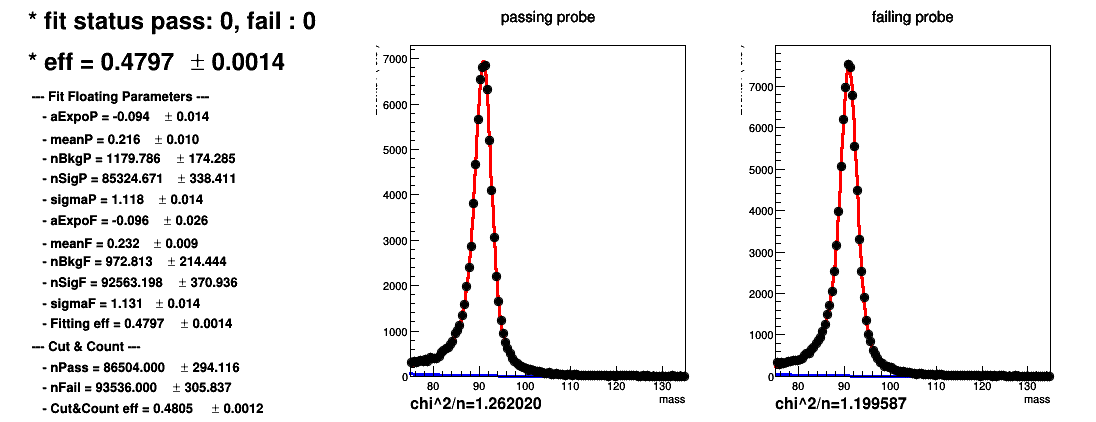 * fit status pass: 0, fail : 0
* eff = 0.4797 ± 0.0014
--- Fit Floating Parameters ---
- aExpoP = -0.094 ± 0.014
- meanP = 0.216 ± 0.010
- nBkgP = 1179.786 ± 174.285
- nSigP = 85324.671 ± 338.411
- sigmaP = 1.118 ± 0.014
- aExpoF = -0.096 ± 0.026
- meanF = 0.232 ± 0.009
- nBkgF = 972.813 ± 214.444
- nSigF = 92563.198 ± 370.936
- sigmaF = 1.131 ± 0.014
- Fitting eff = 0.4797 ± 0.0014
--- Cut & Count ---
- nPass = 86504.000 ± 294.116
- nFail = 93536.000 ± 305.837
- Cut&Count eff = 0.4805 ± 0.0012
passing probe
7000
6000
5000
4000
3000
2000
1000
0
80 90 100 110 120 130
mass
chi^2/n=1.262020
failing probe
7000
6000
5000
4000
3000
2000
1000
0
80 90 100 110 120 130
mass
chi^2/n=1.199587